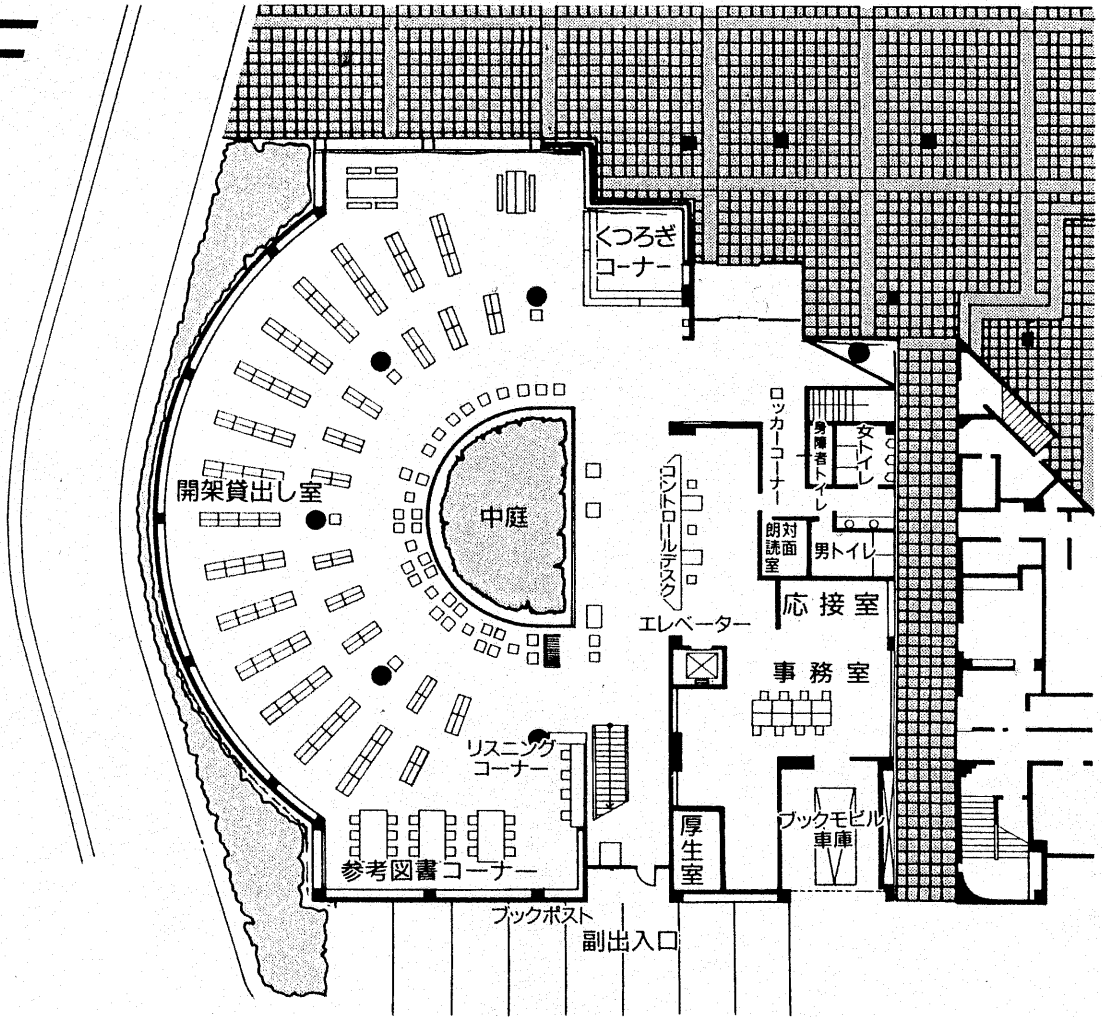 くつろぎ
コーナー
ロッカーコーナー
身障者トイレ
女トイレ
開架貸出し室
中庭
コントロールデスク
対面
朗読室
男トイレ
応接室
エレベーター
事務室
リスニング
コーナー
ブックモビル
車庫
厚生室
参考図書コーナー
ブックポスト
副出入口